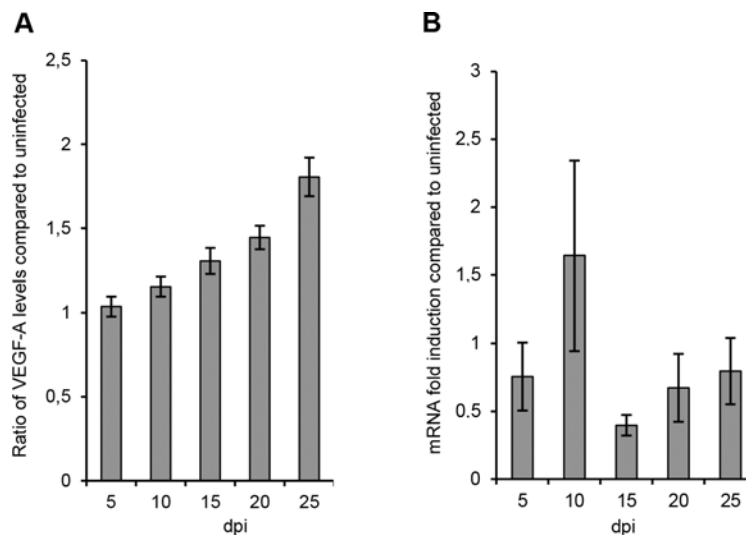 A
Ratio of VEGF-A levels compared to uninfected
2,5
2
1,5
1
0,5
0
5 10 15 20 25
dpi
B
mRNA fold induction compared to uninfected
3
2.5
2
1.5
1
0.5
0
5 10 15 20 25
dpi